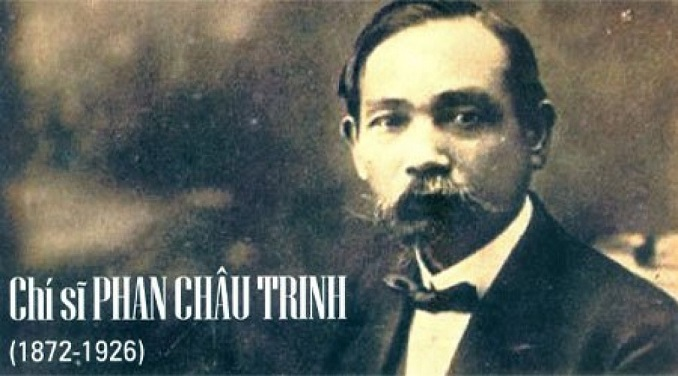 Chí sĩ PHAN CHÂU TRINH
(1872-1926)